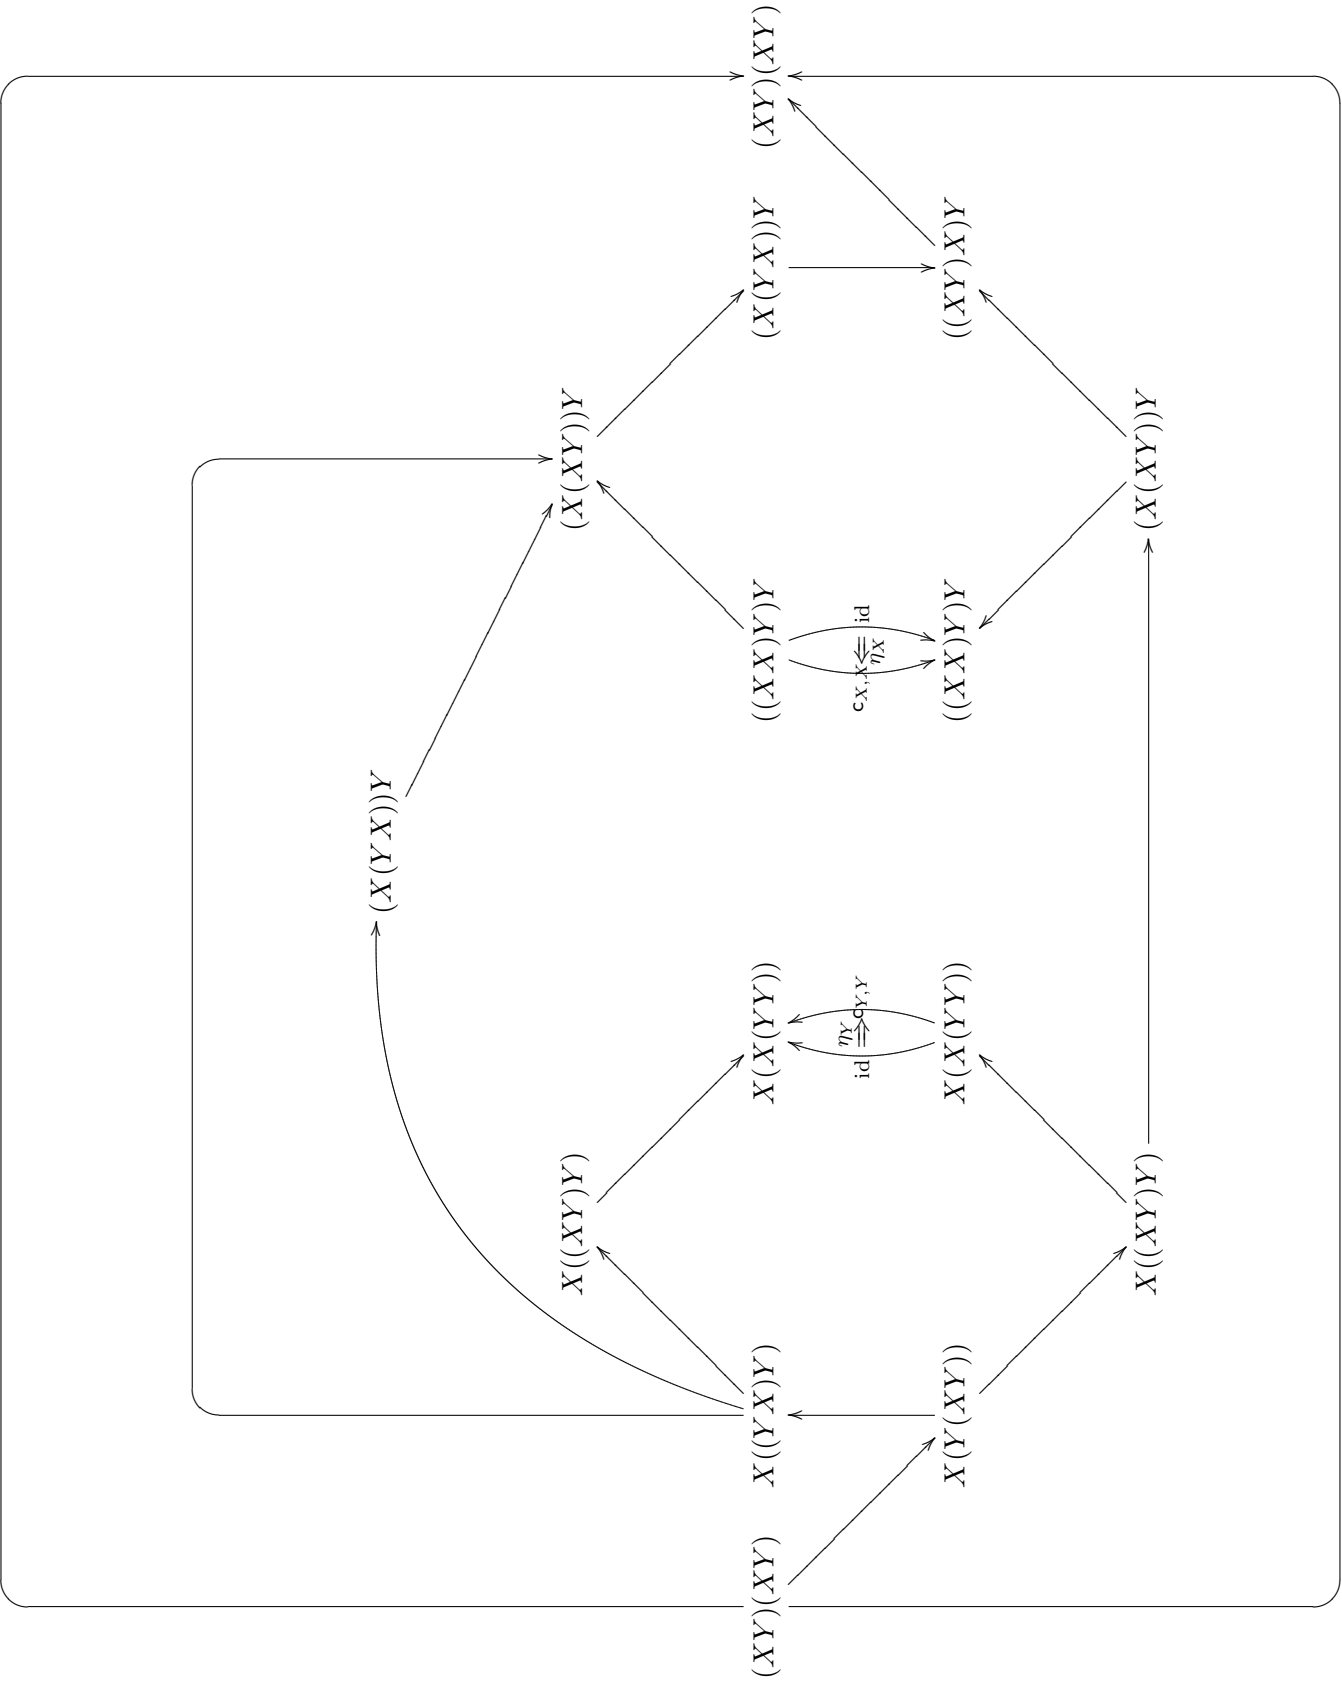 (X(YX))Y
X((XY)Y) (X(XY))Y
(XY)(XY) X((YX)Y) X(X(YY)) ((XX)Y)Y (X(YX))Y (XY)(XY)
η_Y
id ⇒ c_{Y,Y} c_{X,X} ⇐ id
η_X
X(Y(XY)) X(X(YY)) ((XX)Y)Y ((XY)X)Y
X((XY)Y) (X(XY))Y